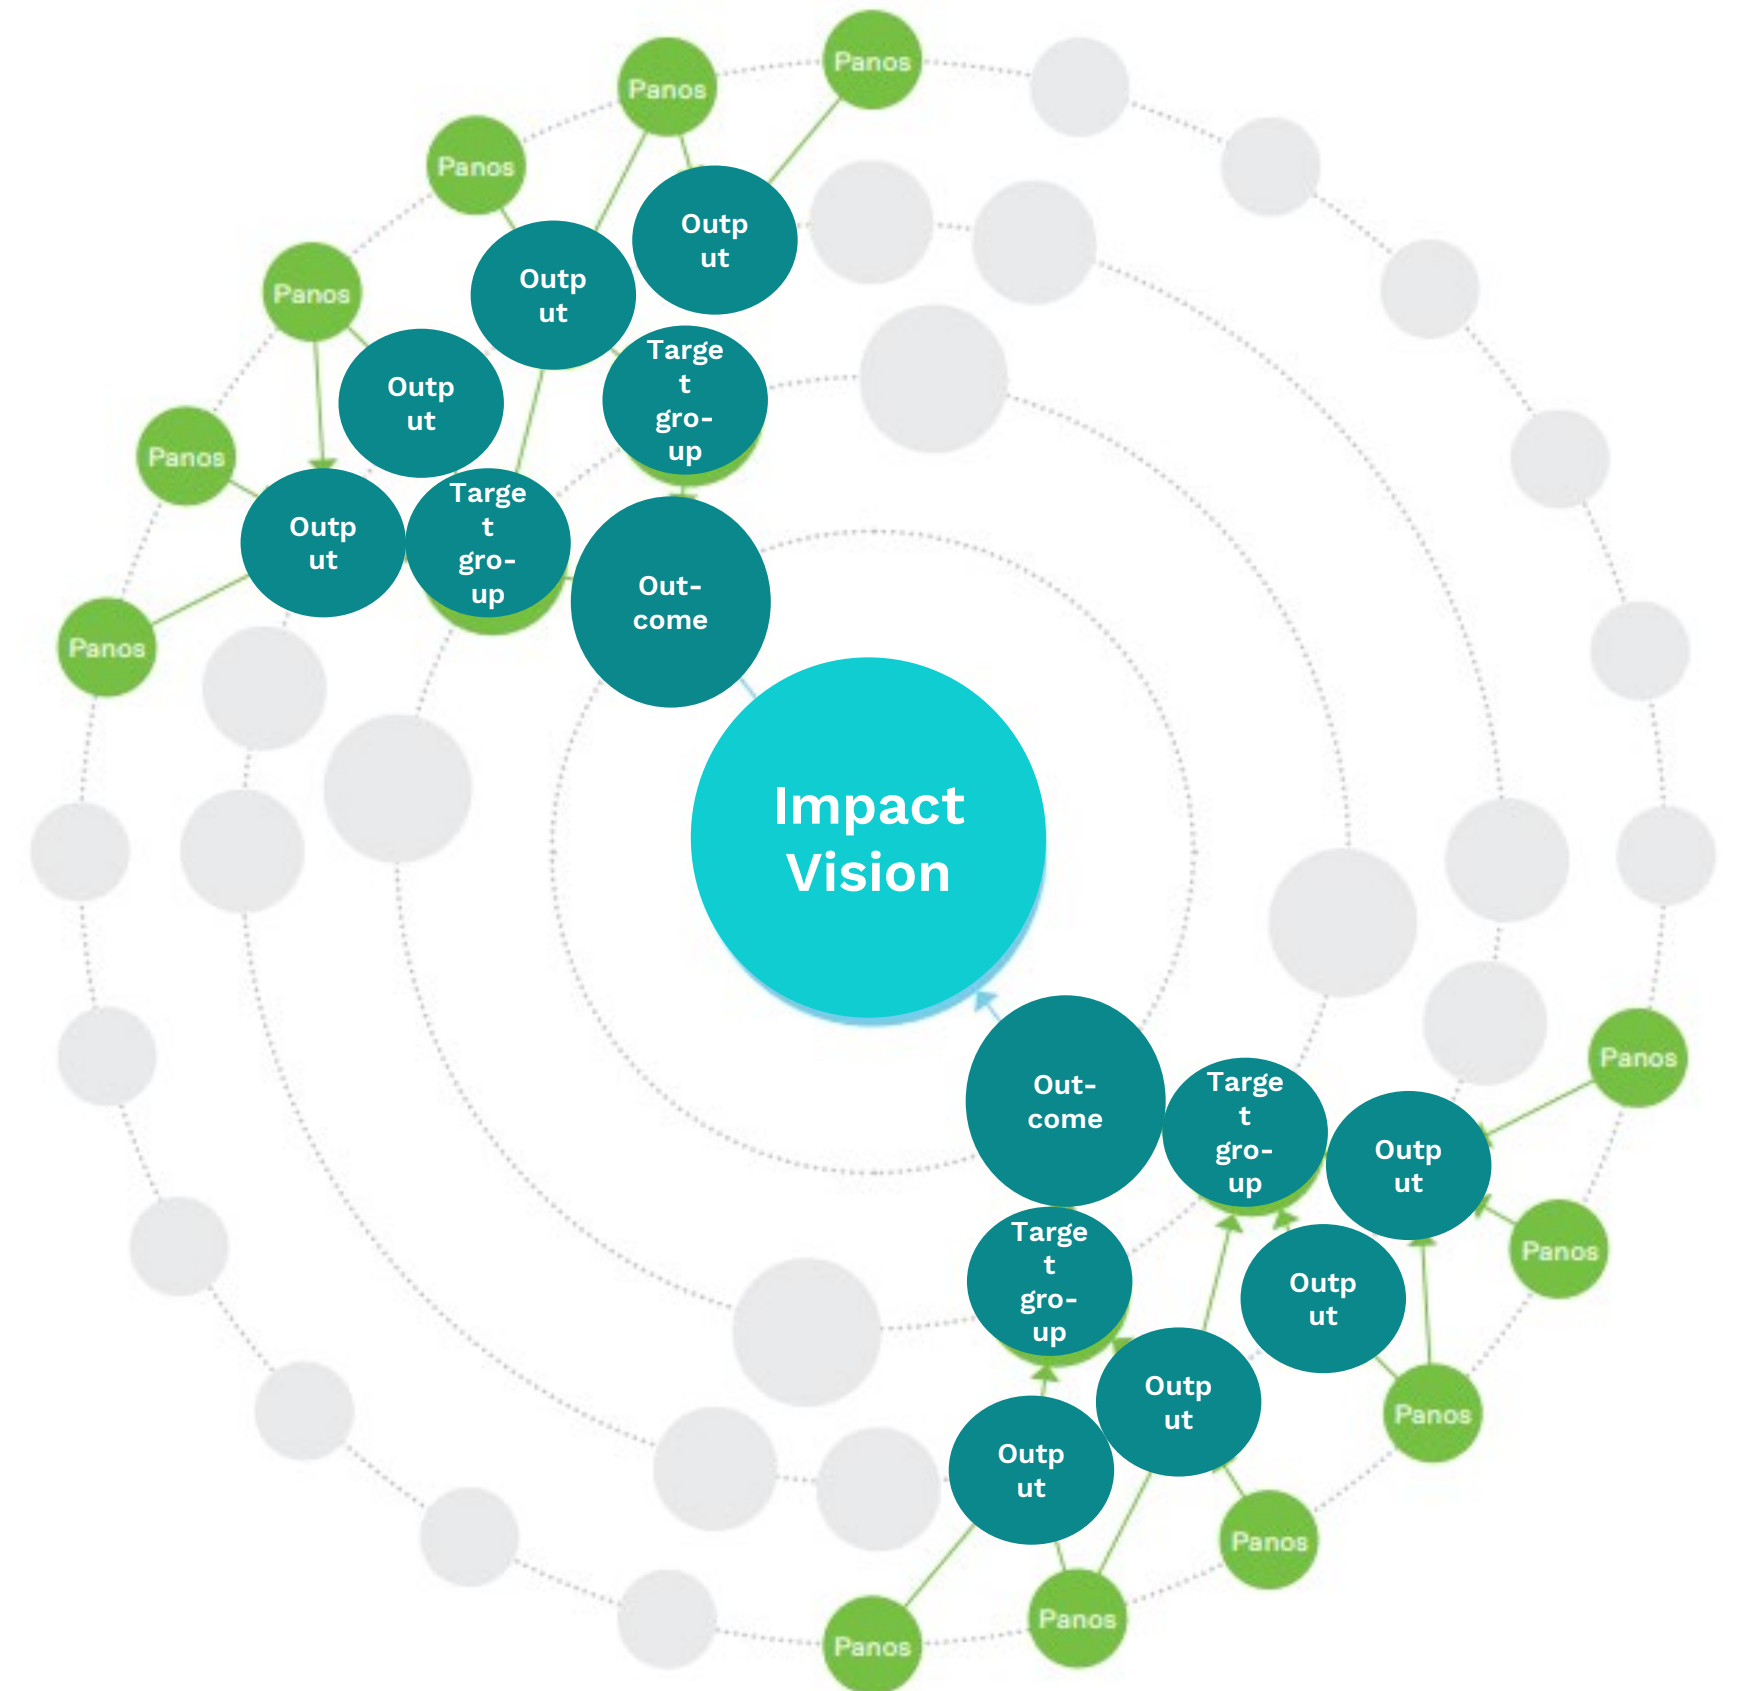 Panos
Panos
Panos
Outp
ut
Outp
ut
Panos
Targe
t
gro-
up
Outp
ut
Panos
Targe
t
gro-
up
Outp
ut
Out-
come
Panos
Impact
Vision
Panos
Out-
come
Targe
t
gro-
up
Outp
ut
Panos
Targe
t
gro-
up
Outp
ut
Outp
ut
Panos
Outp
ut
Panos
Panos
Panos